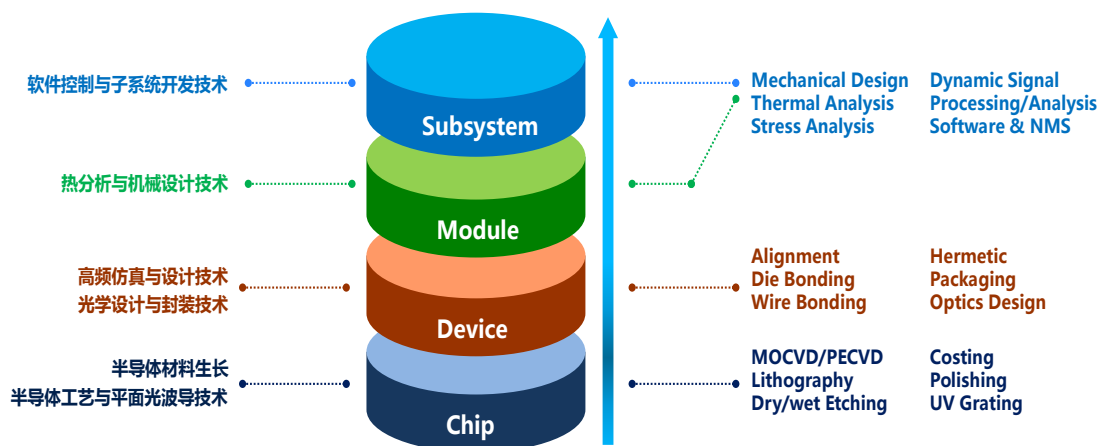 软件控制与子系统开发技术
Subsystem
Mechanical Design
Thermal Analysis
Stress Analysis
Dynamic Signal
Processing/Analysis
Software & NMS
热分析与机械设计技术
Module
高频仿真与设计技术
光学设计与封装技术
Device
Alignment
Die Bonding
Wire Bonding
Hermetic
Packaging
Optics Design
半导体材料生长
半导体工艺与平面光波导技术
Chip
MOCVD/PECVD
Lithography
Dry/wet Etching
Costing
Polishing
UV Grating